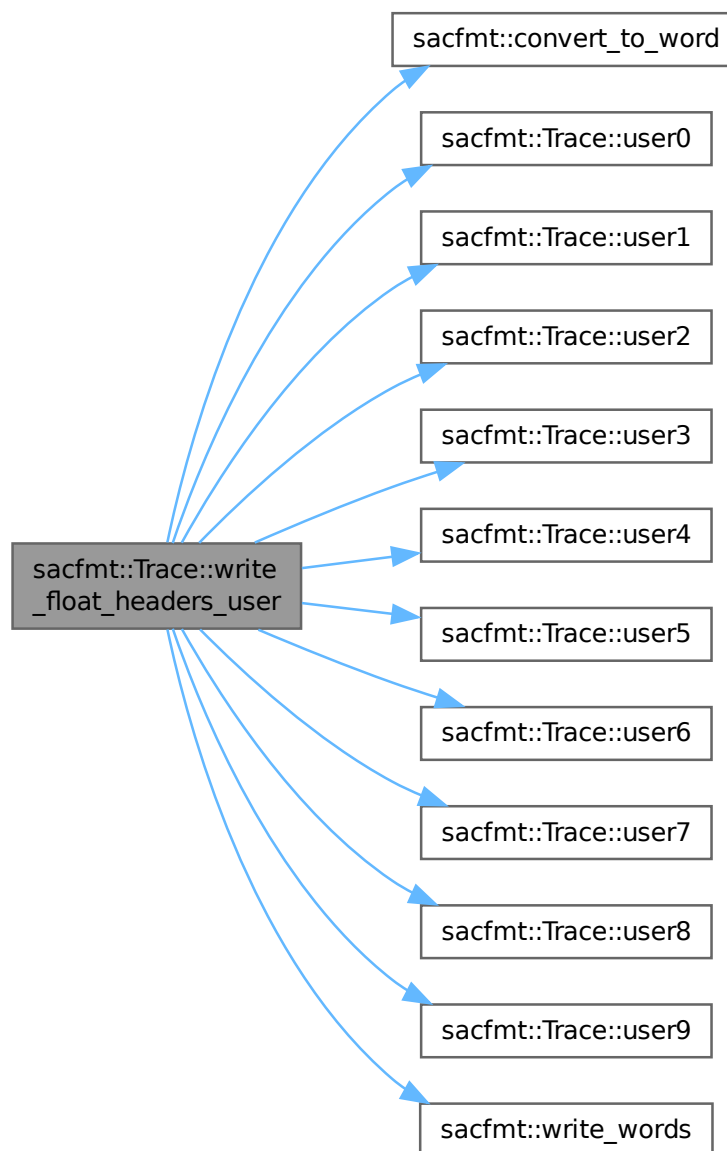 sacfmt::convert_to_word
sacfmt::Trace::user0
sacfmt::Trace::user1
sacfmt::Trace::user2
sacfmt::Trace::user3
sacfmt::Trace::user4
sacfmt::Trace::write
_float_headers_user
sacfmt::Trace::user5
sacfmt::Trace::user6
sacfmt::Trace::user7
sacfmt::Trace::user8
sacfmt::Trace::user9
sacfmt::write_words